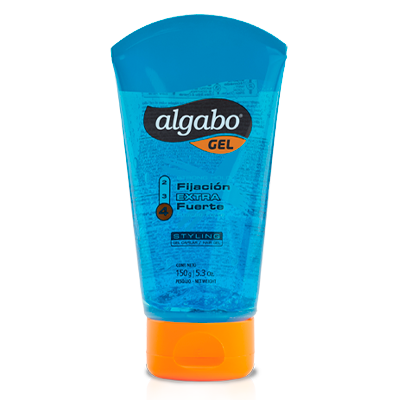 algabo®
GEL
2
3
4
Fijación
EXTRA
Fuerte
STYLING
150g | 5.3 oz.